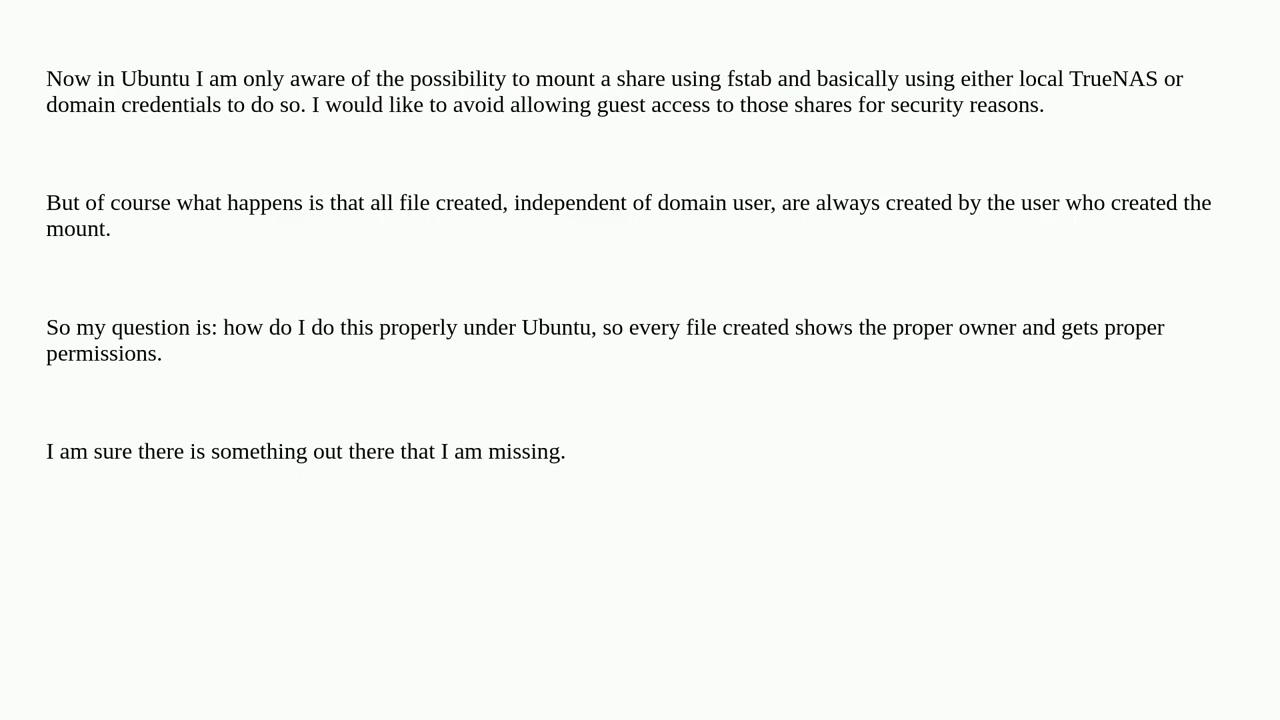 Now in Ubuntu I am only aware of the possibility to mount a share using fstab and basically using either local TrueNAS or
domain credentials to do so. I would like to avoid allowing guest access to those shares for security reasons.
But of course what happens is that all file created, independent of domain user, are always created by the user who created the
mount.
So my question is: how do I do this properly under Ubuntu, so every file created shows the proper owner and gets proper
permissions.
I am sure there is something out there that I am missing.